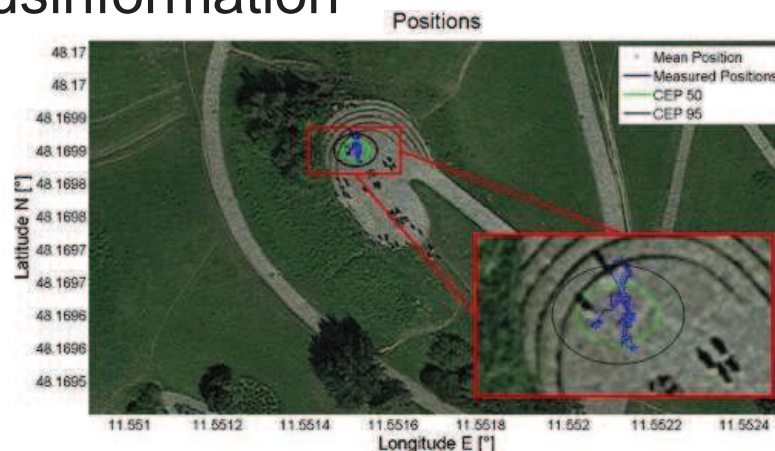 usinformation
Positions
Mean Position
Measured Positions
CEP 50
CEP 95
Latitude N [°]
48.17
48.17
48.1699
48.1699
48.1698
48.1698
48.1697
48.1697
48.1696
48.1696
48.1695
11.551
11.5512
11.5514
11.5516
11.5518
11.552
11.5522
11.5524
Longitude E [°]